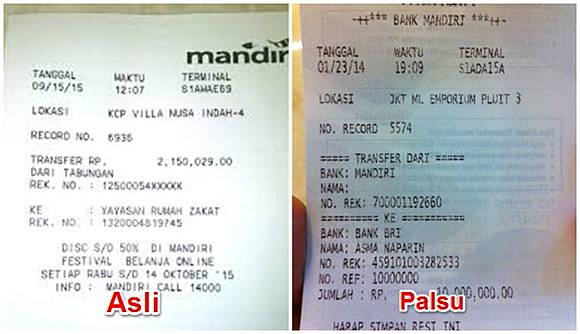 mandiri
TANGGAL WAKTU TERMINAL
09/15/15 12:07 S1AWAE69
LOKASI KCP VILLA NUSA INDAH-4
RECORD NO. 6936
TRANSFER RP. 2,150,029.00
DARI TABUNGAN
REK. NO. : 12500054XXXXX
KE : YAYASAN RUMAH ZAKAT
REK. NO. : 1320004819745
DISC S/D 50% DI MANDIRI
FESTIVAL BELANJA ONLINE
SETIAP RABU S/D 14 OKTOBER '15
INFO : MANDIRI CALL 14000
Asli
-++*** BANK MANDIRI ***++-
TANGGAL WAKTU TERMINAL
01/23/14 19:09 S1ADA15A
LOKASI JKT ML EMPORIUM PLUIT 3
NO. RECORD 5574
===== TRANSFER DARI =====
BANK: MANDIRI
NAMA:
NO. REK: 700001192660
========== KE ===========
BANK: BANK BRI
NAMA: ASMA NAPARIN
NO. REK: 459101003282533
NO. REF: 10000000
JUMLAH : RP. 10,000,000.00
HARAP SIMPAN RESI INI
Palsu